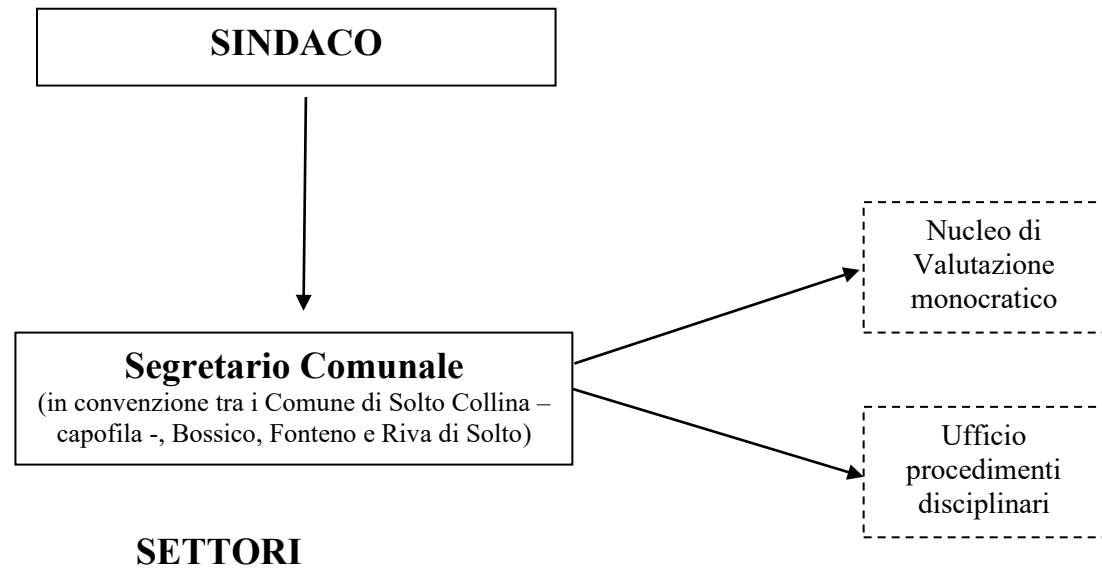 SINDACO
Nucleo di
Valutazione
monocratico
Segretario Comunale
(in convenzione tra i Comune di Solto Collina –
capofila -, Bossico, Fonteno e Riva di Solto)
Ufficio
procedimenti
disciplinari
SETTORI